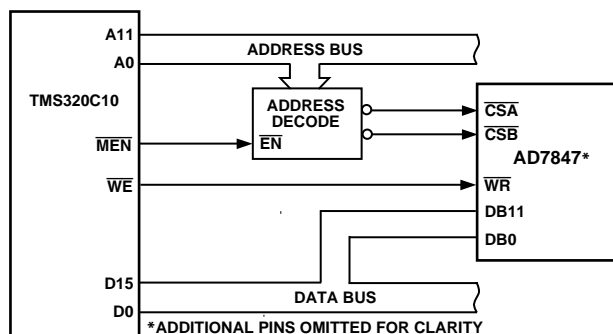 A11
ADDRESS BUS
A0
TMS320C10
ADDRESS
DECODE
EN
MEN
WE
CSA
CSB
AD7847*
WR
DB11
DB0
D15
DATA BUS
D0
*ADDITIONAL PINS OMITTED FOR CLARITY